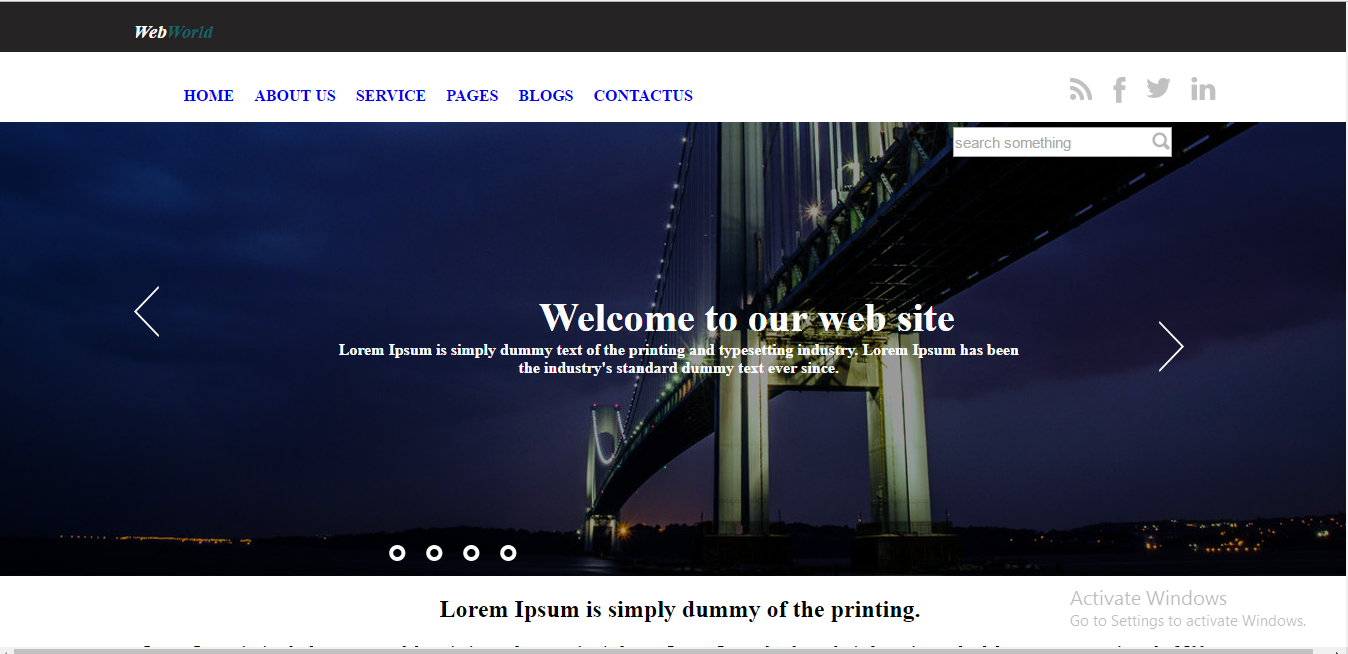 WebWorld
HOME ABOUT US SERVICE PAGES BLOGS CONTACTUS
search something
Welcome to our web site
Lorem Ipsum is simply dummy text of the printing and typesetting industry. Lorem Ipsum has been
the industry's standard dummy text ever since.
Lorem Ipsum is simply dummy of the printing.
Activate Windows
Go to Settings to activate Windows.